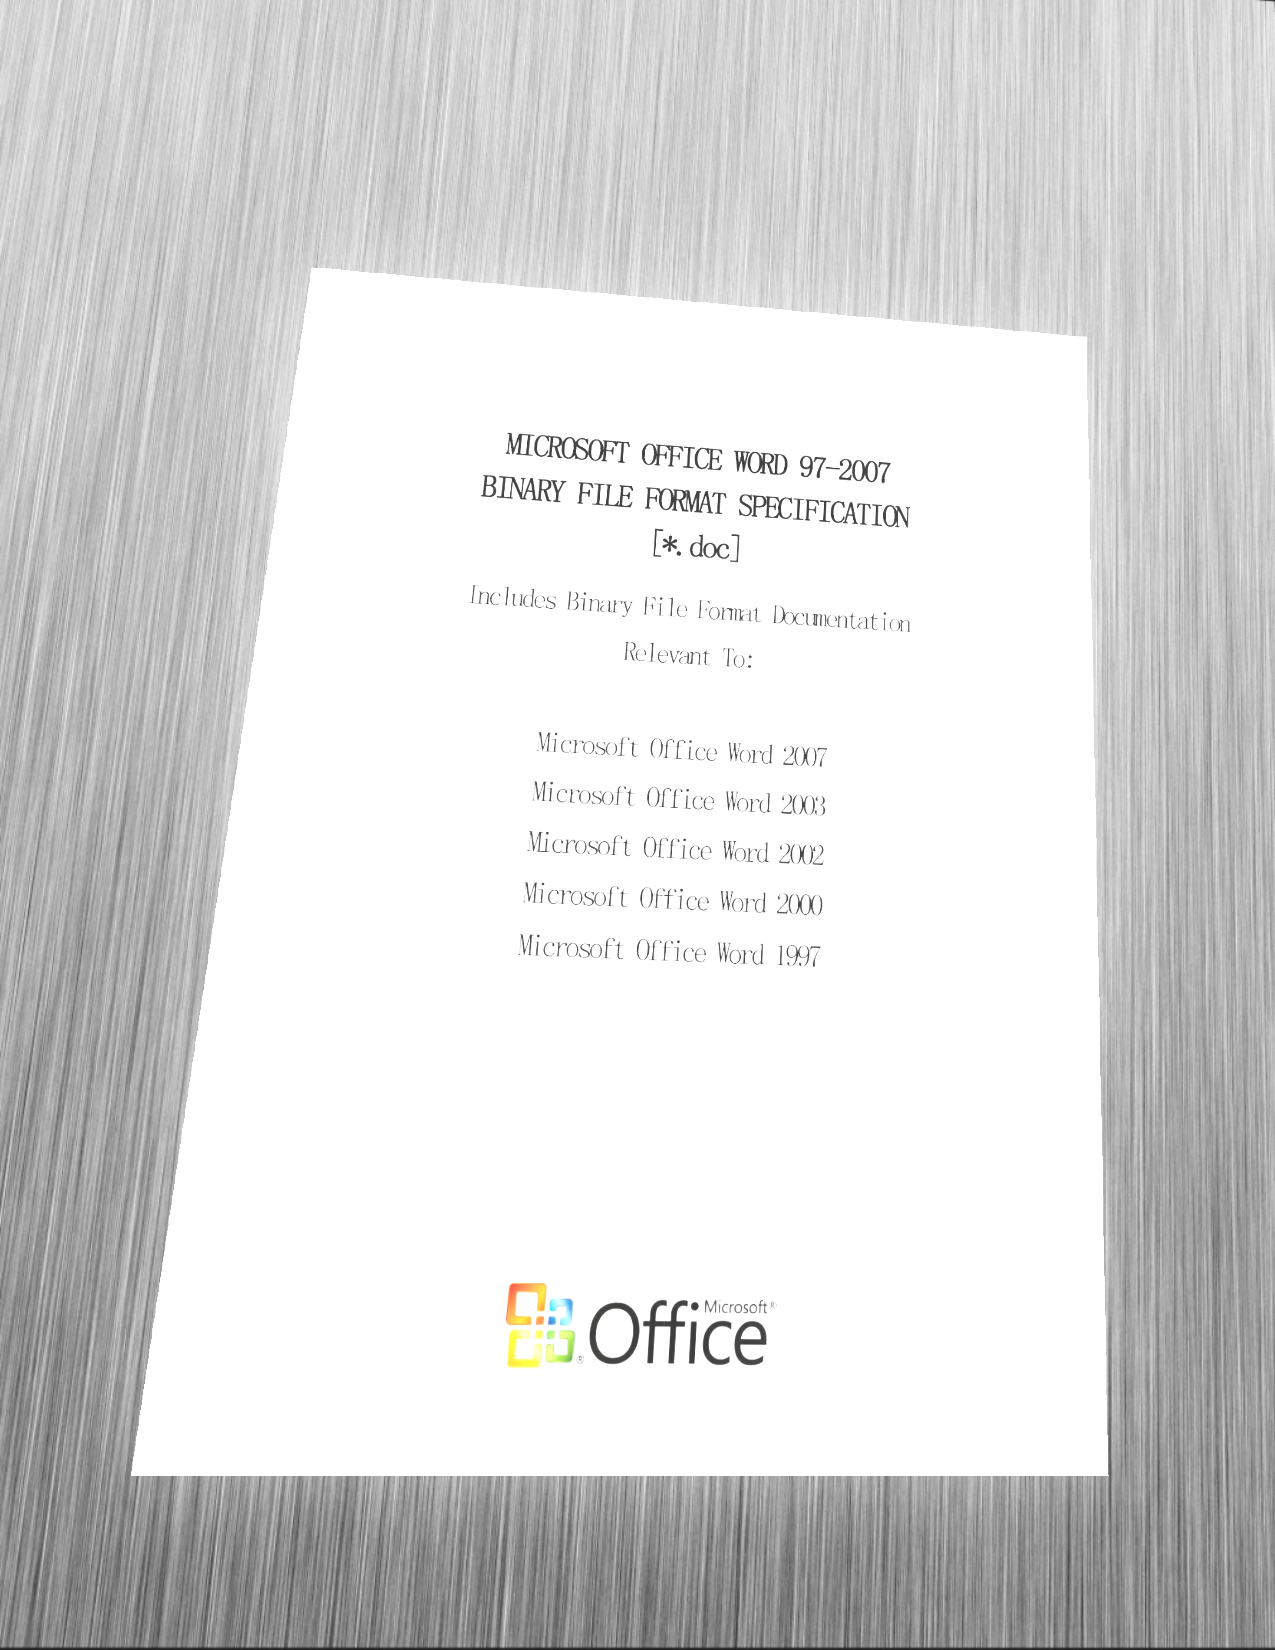 MICROSOFT OFFICE WORD 97-2007
BINARY FILE FORMAT SPECIFICATION
[*.doc]
Includes Binary File Format Documentation
Relevant To:
Microsoft Office Word 2007
Microsoft Office Word 2003
Microsoft Office Word 2002
Microsoft Office Word 2000
Microsoft Office Word 1997
Microsoft®
Office
®